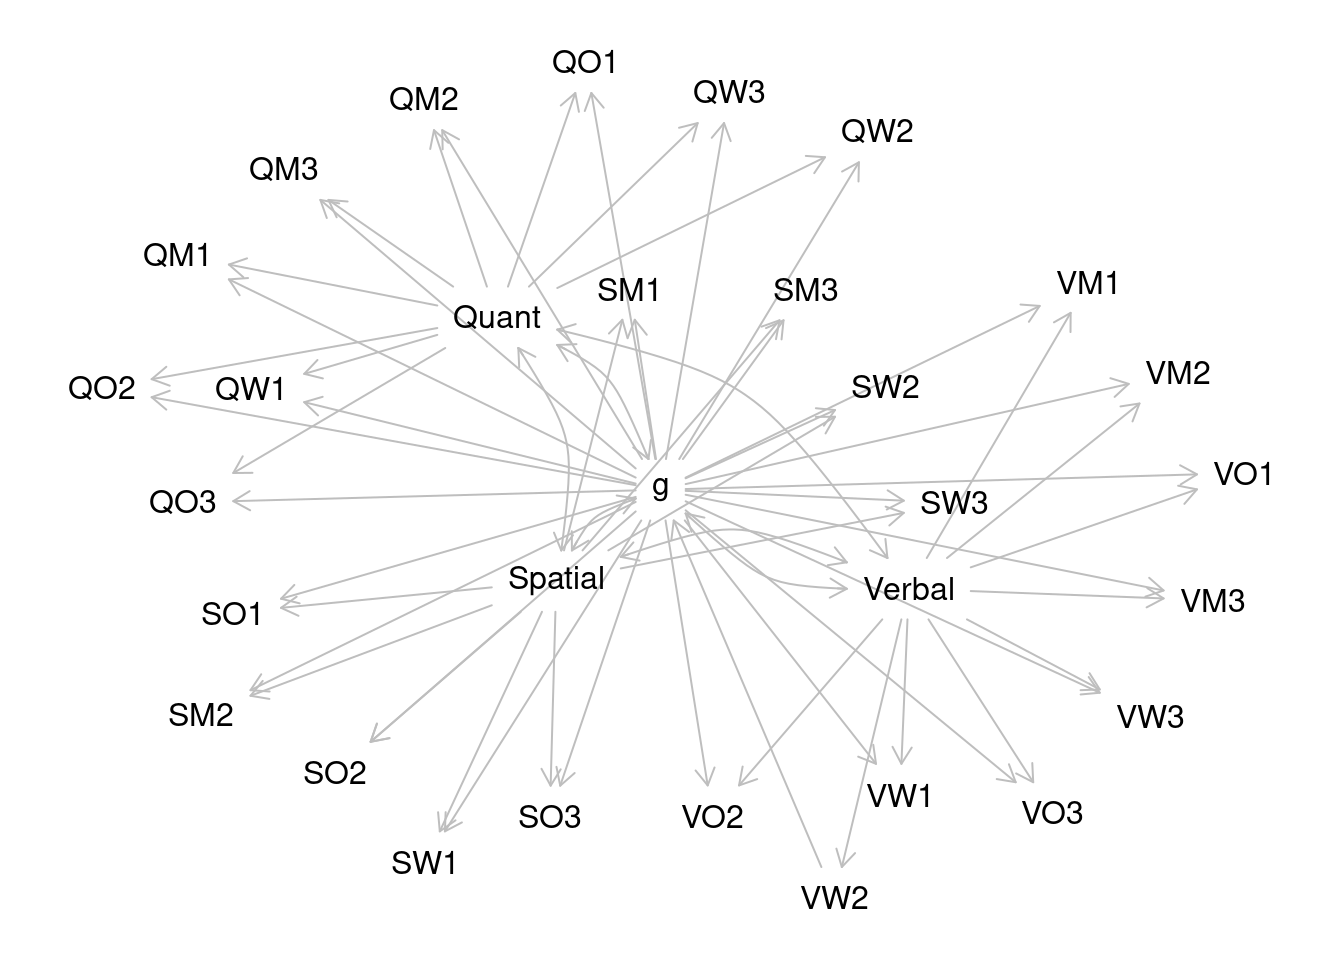 QO1
QW3
QM2
QW2
QM3
QM1
VM1
SM1
SM3
Quant
VM2
SW2
QO2
QW1
VO1
g
QO3
SW3
Spatial
Verbal
VM3
SO1
SM2
VW3
SO2
VW1
VO3
SO3
VO2
SW1
VW2